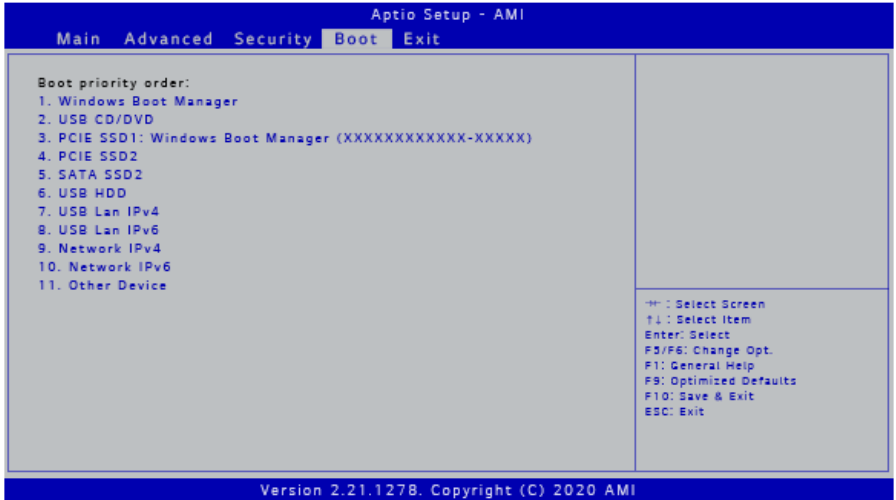 Aptio Setup - AMI
Main Advanced Security Boot Exit
Boot priority order:
1. Windows Boot Manager
2. USB CD/DVD
3. PCIE SSD1: Windows Boot Manager (XXXXXXXXXXXX-XXXXX)
4. PCIE SSD2
5. SATA SSD2
6. USB HDD
7. USB Lan IPv4
8. USB Lan IPv6
9. Network IPv4
10. Network IPv6
11. Other Device
→← : Select Screen
↑↓ : Select Item
Enter: Select
F5/F6: Change Opt.
F1: General Help
F9: Optimized Defaults
F10: Save & Exit
ESC: Exit
Version 2.21.1278. Copyright (C) 2020 AMI